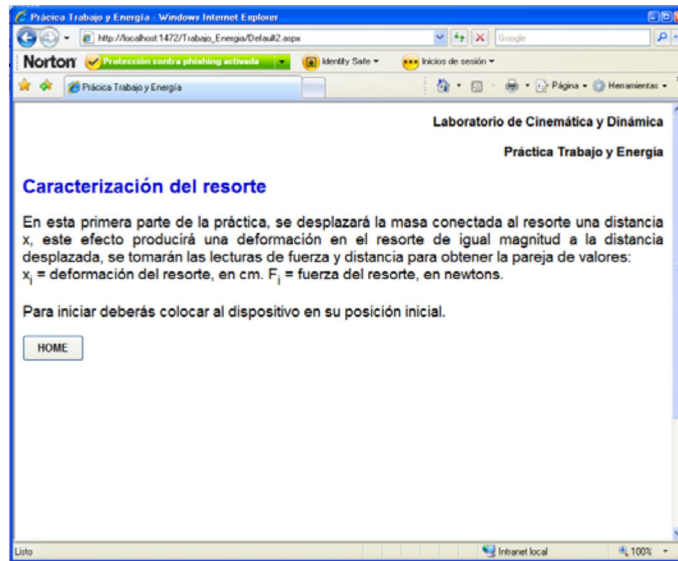 Prácica Trabajo y Energía - Windows Internet Explorer
http://localhost:1472/Trabajo_Energia/Default2.aspx
Google
Norton
Protección contra phishing activada
Identity Safe
Inicios de sesión
Prácica Trabajo y Energía
Página
Herramientas
Laboratorio de Cinemática y Dinámica
Práctica Trabajo y Energia
Caracterización del resorte
En esta primera parte de la práctica, se desplazará la masa conectada al resorte una distancia
x, este efecto producirá una deformación en el resorte de igual magnitud a la distancia
desplazada, se tomarán las lecturas de fuerza y distancia para obtener la pareja de valores:
xi = deformación del resorte, en cm. Fi = fuerza del resorte, en newtons.
Para iniciar deberás colocar al dispositivo en su posición inicial.
HOME
Listo
Intranet local
100%